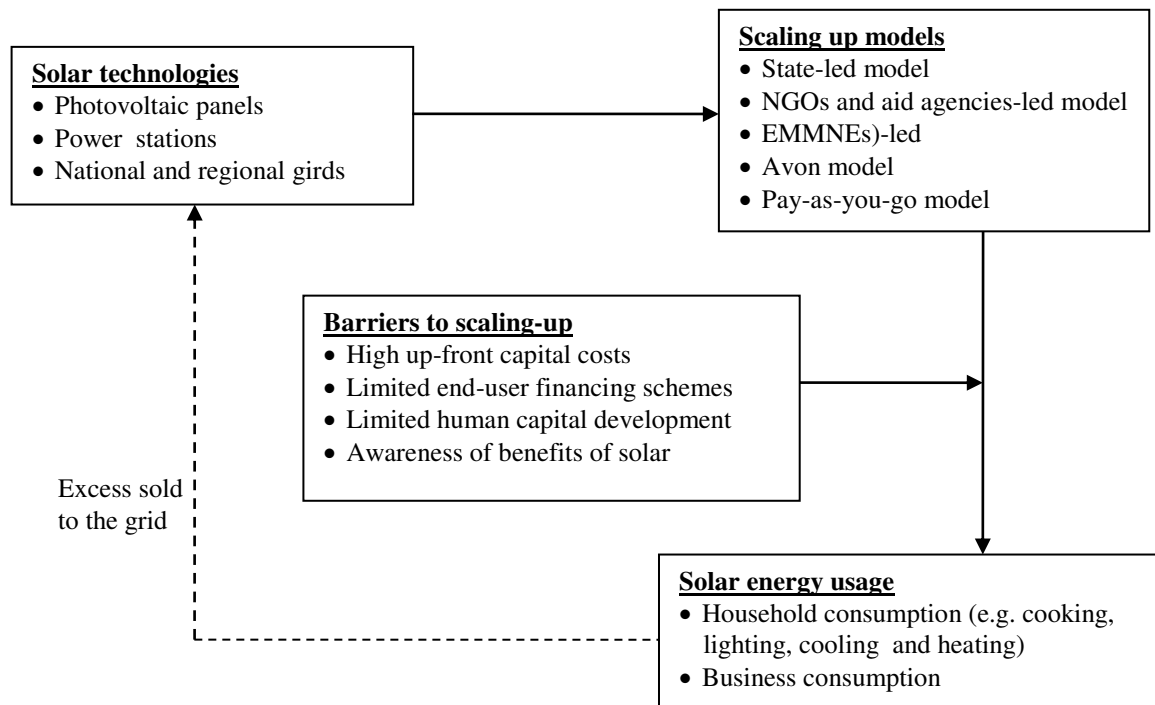 Solar technologies
• Photovoltaic panels
• Power stations
• National and regional girds
Scaling up models
• State-led model
• NGOs and aid agencies-led model
• EMMNEs)-led
• Avon model
• Pay-as-you-go model
Barriers to scaling-up
• High up-front capital costs
• Limited end-user financing schemes
• Limited human capital development
• Awareness of benefits of solar
Excess sold
to the grid
Solar energy usage
• Household consumption (e.g. cooking,
lighting, cooling and heating)
• Business consumption